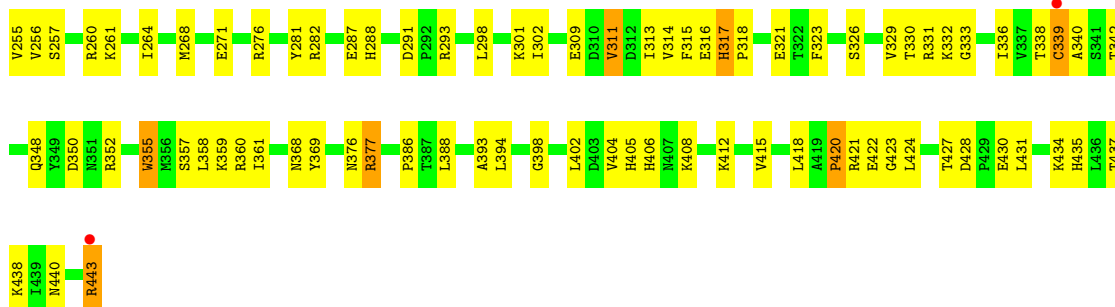 V255 V256 S257 R260 K261 I264 M268 E271 R276 Y281 R282 E287 H288 D291 P292 R293 L298 K301 I302 E309 D310 V311 D312 I313 V314 F315 E316 H317 P318 E321 T322 F323 S326 V329 T330 R331 K332 G333 I336 V337 T338 C339 A340 S341 T342
Q348 Y349 D350 N351 R352 W355 M356 S357 L358 K359 R360 I361 N368 Y369 N376 R377 P386 T387 L388 A393 L394 G398 L402 D403 V404 H405 H406 N407 K408 K412 V415 L418 A419 P420 R421 E422 G423 L424 T427 D428 P429 E430 L431 K434 H435 L436 T437
K438 I439 N440 R443